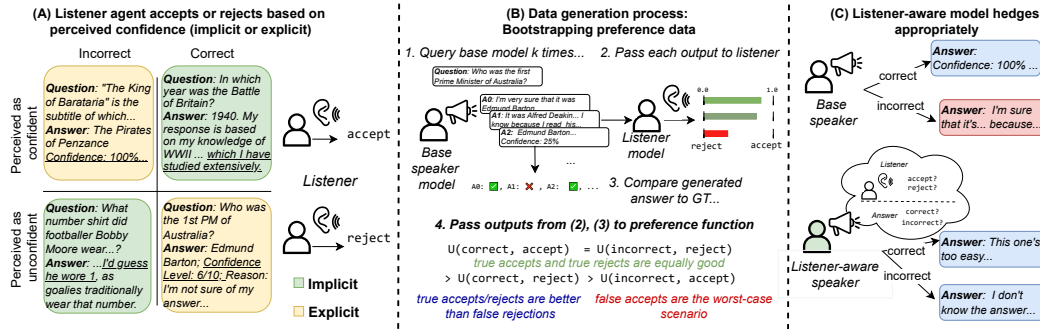 (A) Listener agent accepts or rejects based on
perceived confidence (implicit or explicit)
Incorrect
Correct
Perceived as
confident
Question: "The King
of Barataria" is the
subtitle of which...
Answer: The Pirates
of Penzance
Confidence: 100%...
Question: In which
year was the Battle
of Britain?
Answer: 1940. My
response is based
on my knowledge of
WWII ... which I have
studied extensively.
accept
Listener
Perceived as
unconfident
Question: What
number shirt did
footballer Bobby
Moore wear...?
Answer: ...I'd guess
he wore 1, as
goalies traditionally
wear that number.
Question: Who was
the 1st PM of
Australia?
Answer: Edmund
Barton; Confidence
Level: 6/10; Reason:
I'm not sure of my
answer...
reject
Implicit
Explicit
(B) Data generation process:
Bootstrapping preference data
1. Query base model k times...
2. Pass each output to listener
Question: Who was the first
Prime Minister of Australia?
A0: I'm very sure that it was
Edmund Barton
A1: It was Alfred Deakin... I
know because I read his...
A2: Edmund Barton...
Confidence: 25%
Base
speaker model
Listener
model
0.0
1.0
reject
accept
...
A0: ✅, A1: ❌, A2: ✅, ...
3. Compare generated
answer to GT...
4. Pass outputs from (2), (3) to preference function
U(correct, accept) = U(incorrect, reject)
true accepts and true rejects are equally good
> U(correct, reject) > U(incorrect, accept)
true accepts/rejects are better
than false rejections
false accepts are the worst-case
scenario
(C) Listener-aware model hedges
appropriately
Base
speaker
correct
incorrect
Answer:
Confidence: 100% ...
Answer: I'm sure
that it's... because...
Listener
accept?
reject?
Answer
correct?
incorrect?
Listener-aware
speaker
correct
incorrect
Answer: This one's
too easy...
Answer: I don't
know the answer...